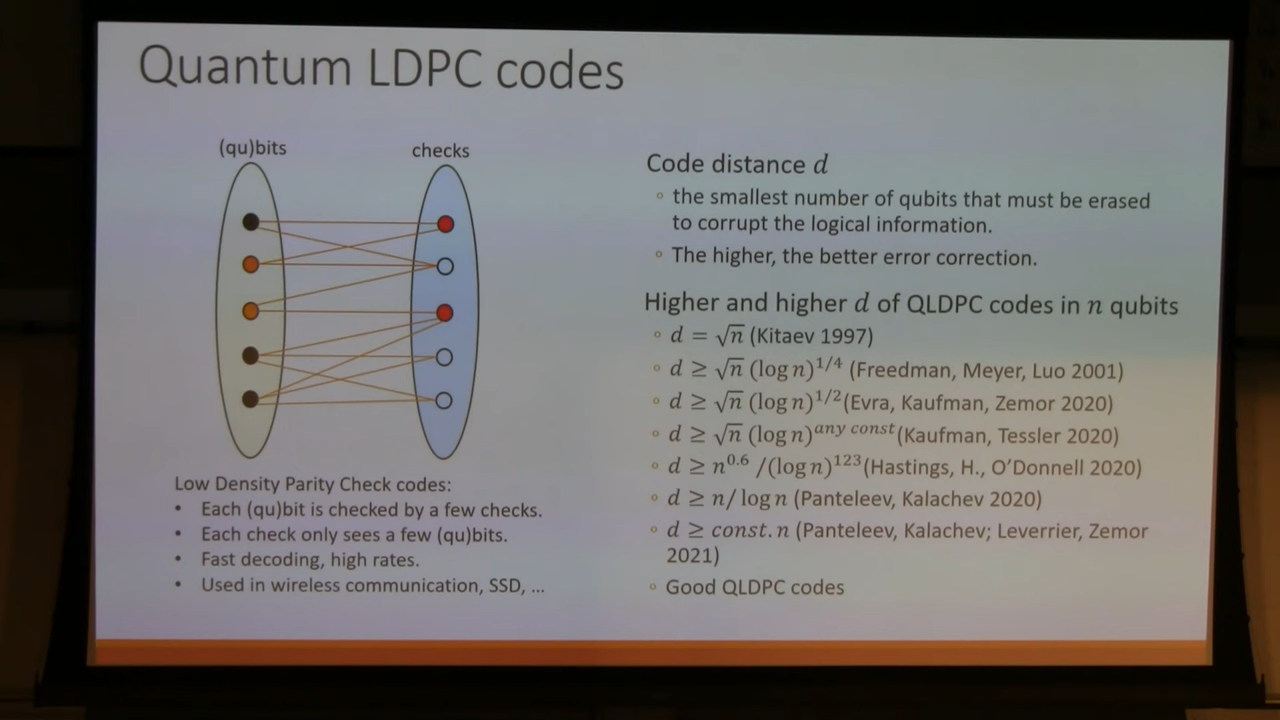 Quantum LDPC codes
(qu)bits
checks
Low Density Parity Check codes:
• Each (qu)bit is checked by a few checks.
• Each check only sees a few (qu)bits.
• Fast decoding, high rates.
• Used in wireless communication, SSD, ...
Code distance d
◦ the smallest number of qubits that must be erased
to corrupt the logical information.
◦ The higher, the better error correction.
Higher and higher d of QLDPC codes in n qubits
◦ d = √n (Kitaev 1997)
◦ d ≥ √n (log n)^1/4 (Freedman, Meyer, Luo 2001)
◦ d ≥ √n (log n)^1/2(Evra, Kaufman, Zemor 2020)
◦ d ≥ √n (log n)^any const(Kaufman, Tessler 2020)
◦ d ≥ n^0.6 /(log n)^123(Hastings, H., O'Donnell 2020)
◦ d ≥ n/ log n (Panteleev, Kalachev 2020)
◦ d ≥ const. n (Panteleev, Kalachev; Leverrier, Zemor
2021)
◦ Good QLDPC codes